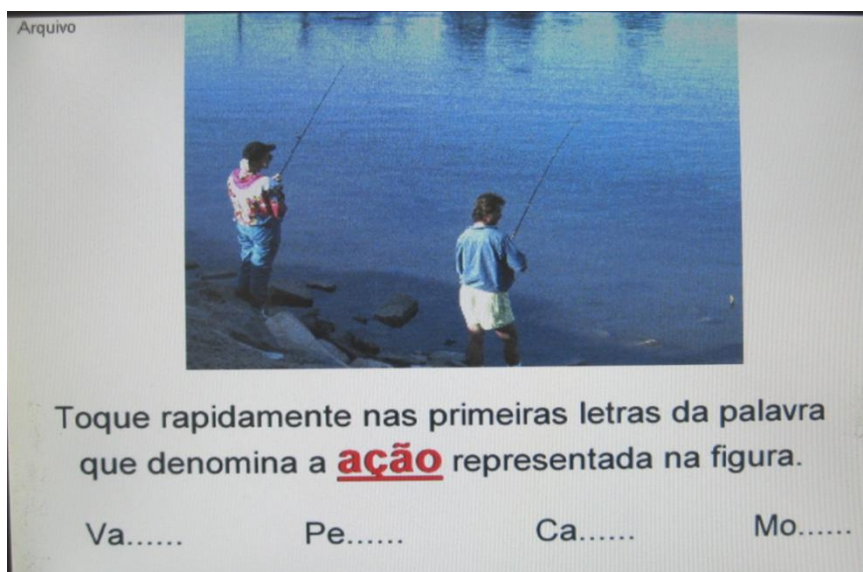 Arquivo
Toque rapidamente nas primeiras letras da palavra
que denomina a ação representada na figura.
Va...... Pe...... Ca...... Mo......